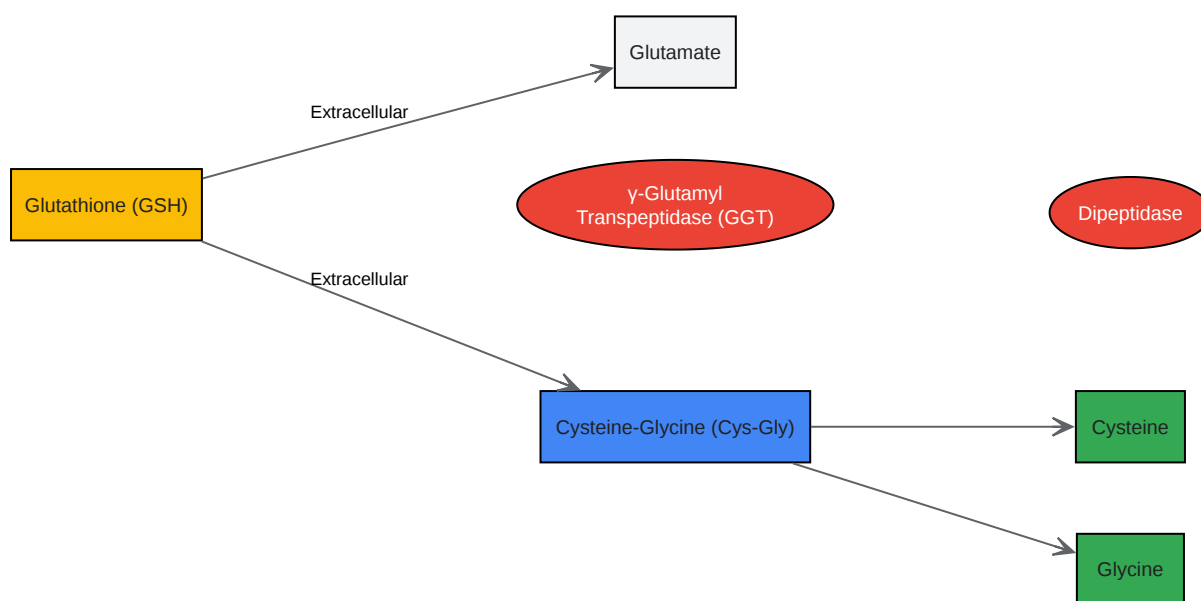 Glutamate
Extracellular
Glutathione (GSH)
γ-Glutamyl
Transpeptidase (GGT)
Dipeptidase
Extracellular
Cysteine-Glycine (Cys-Gly)
Cysteine
Glycine